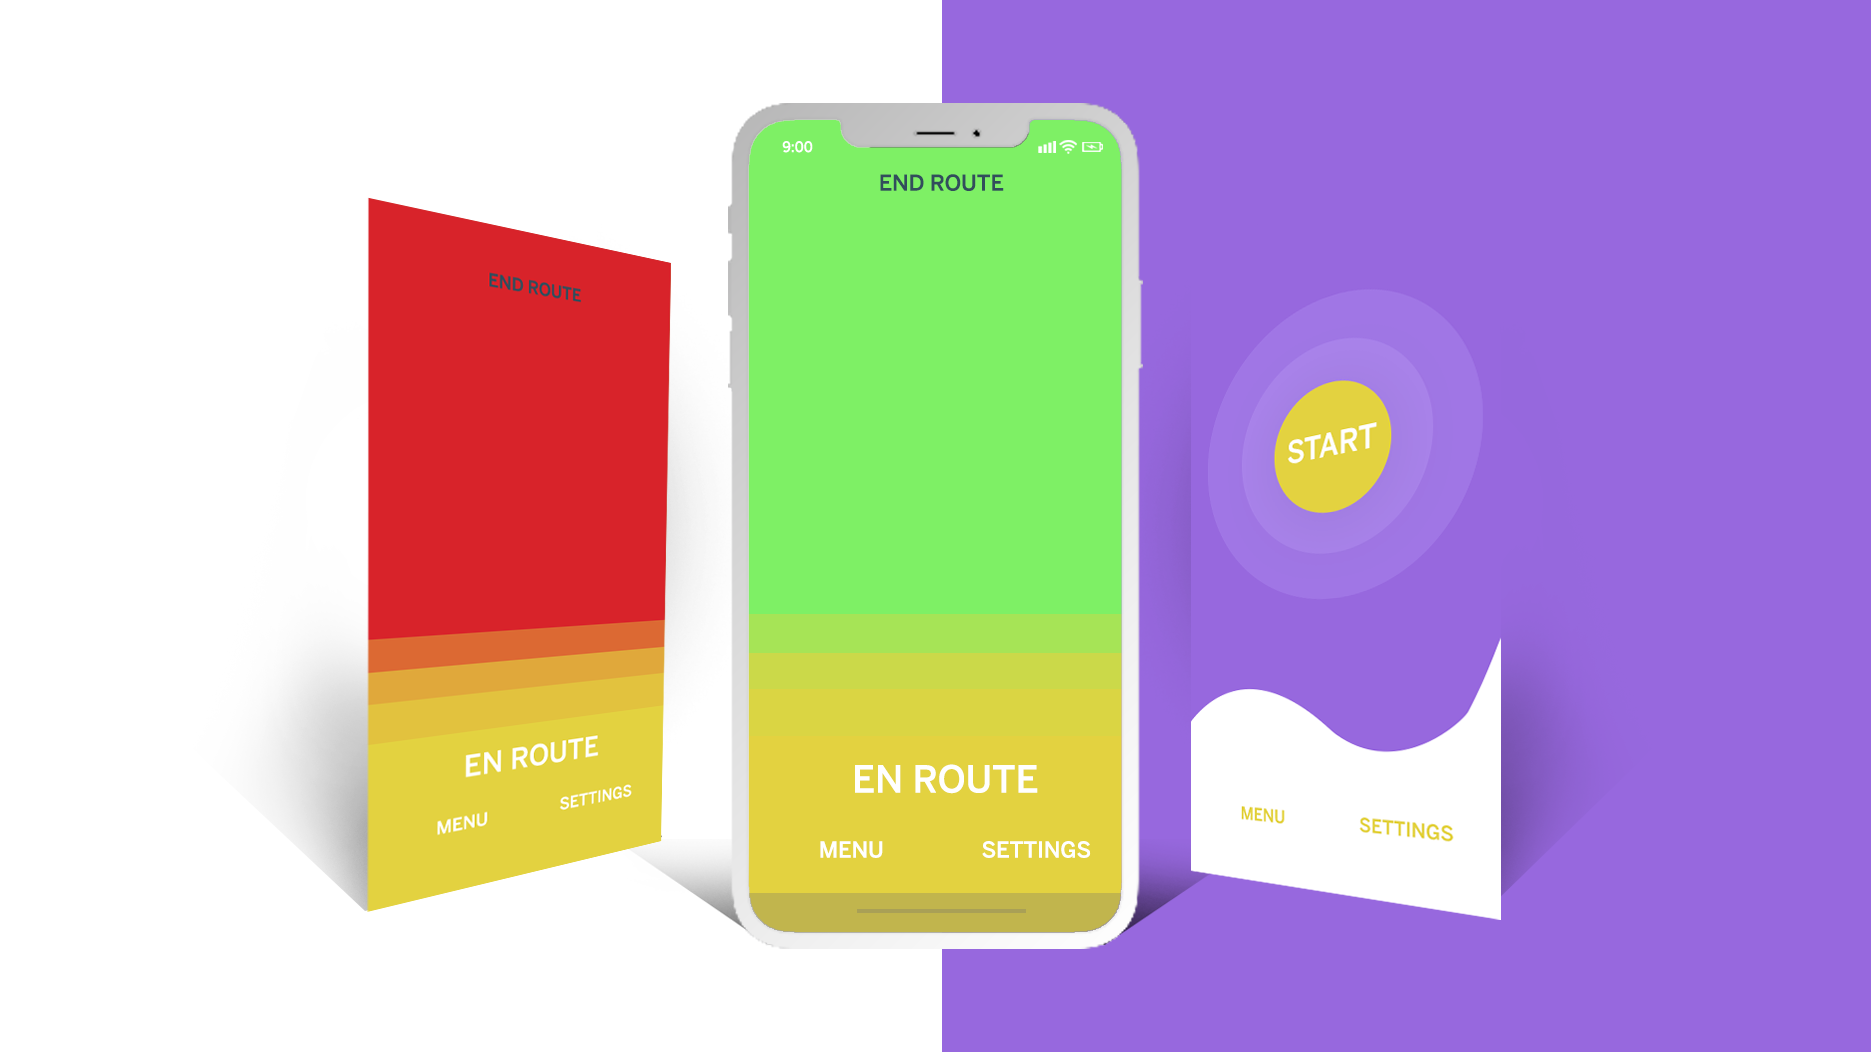 END ROUTE
EN ROUTE
MENU
SETTINGS
9:00
END ROUTE
EN ROUTE
MENU
SETTINGS
START
MENU
SETTINGS